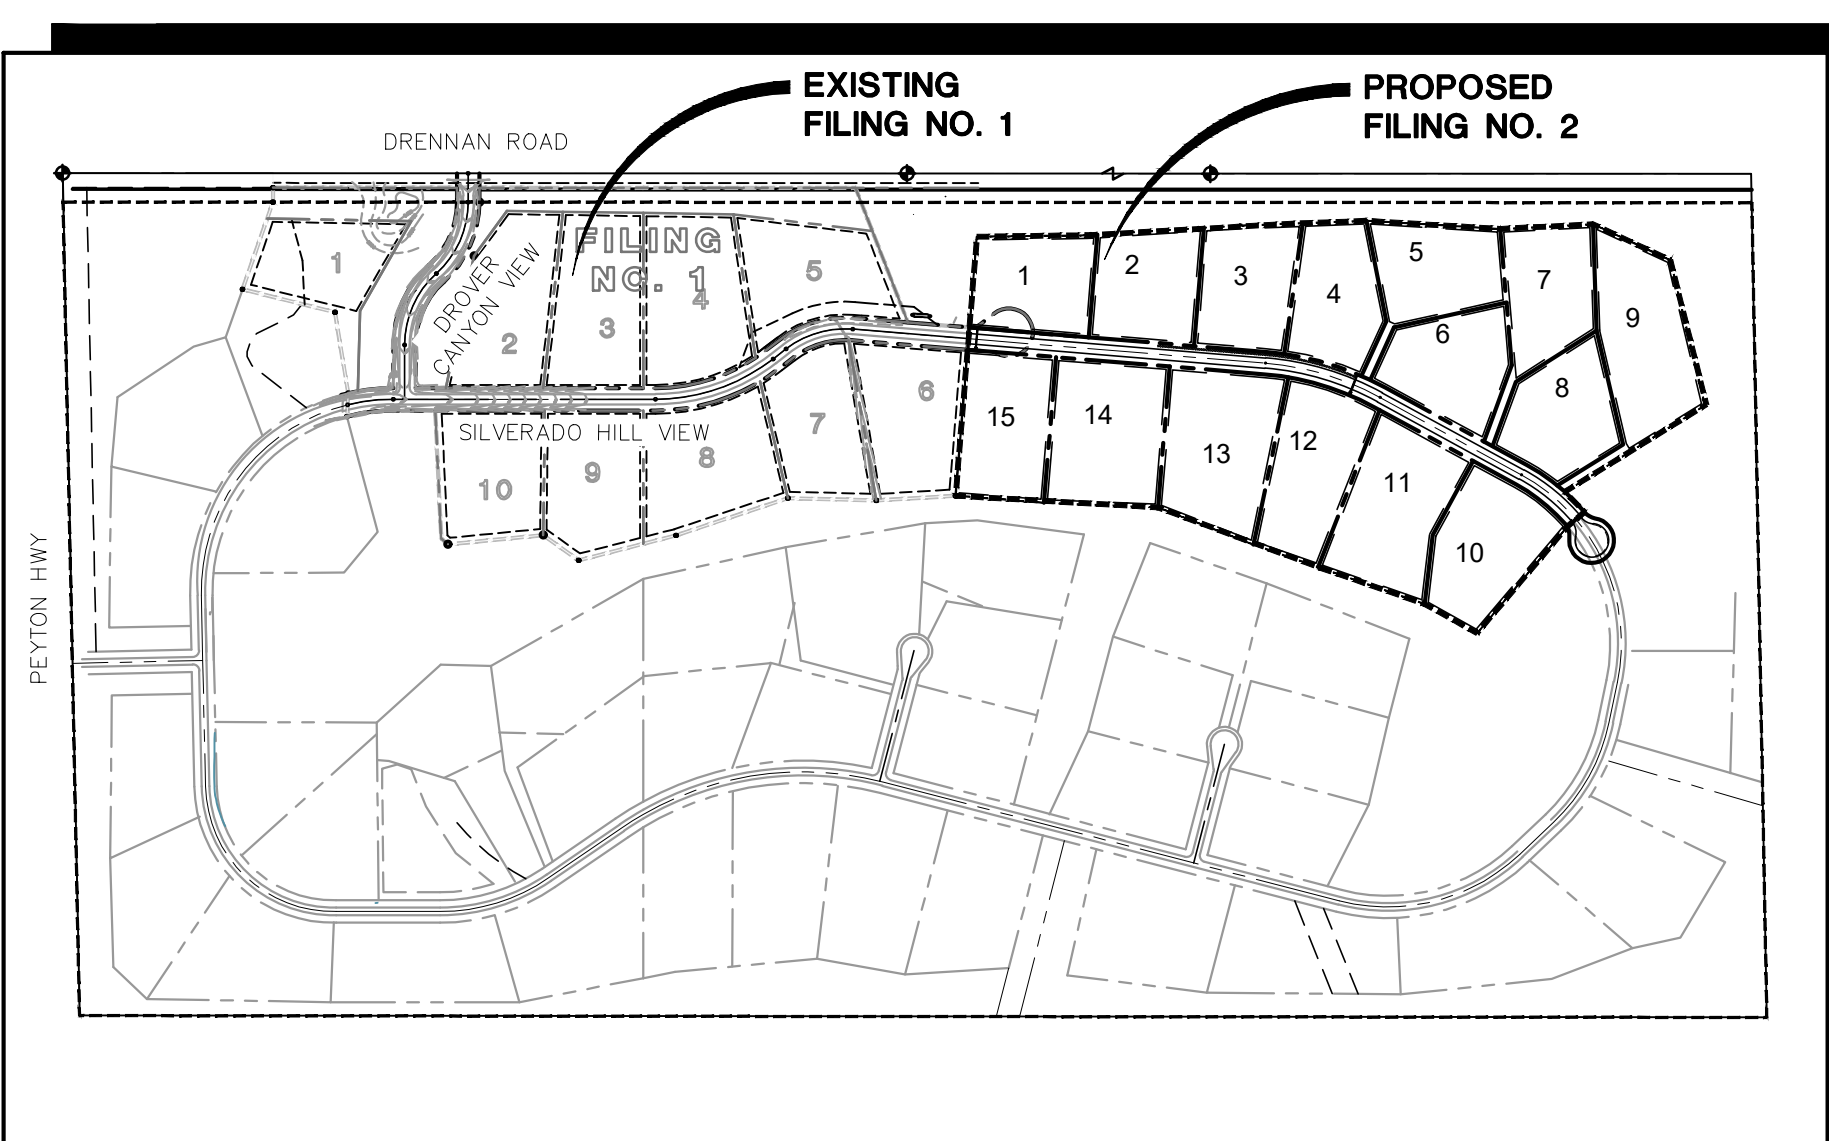 EXISTING
FILING NO. 1
PROPOSED
FILING NO. 2
DRENNAN ROAD
FILING
NO. 1
1
2
3
4
5
6
7
8
9
10
DROVER
CANYON VIEW
SILVERADO HILL VIEW
PEYTON HWY
1
2
3
4
5
6
7
8
9
10
11
12
13
14
15